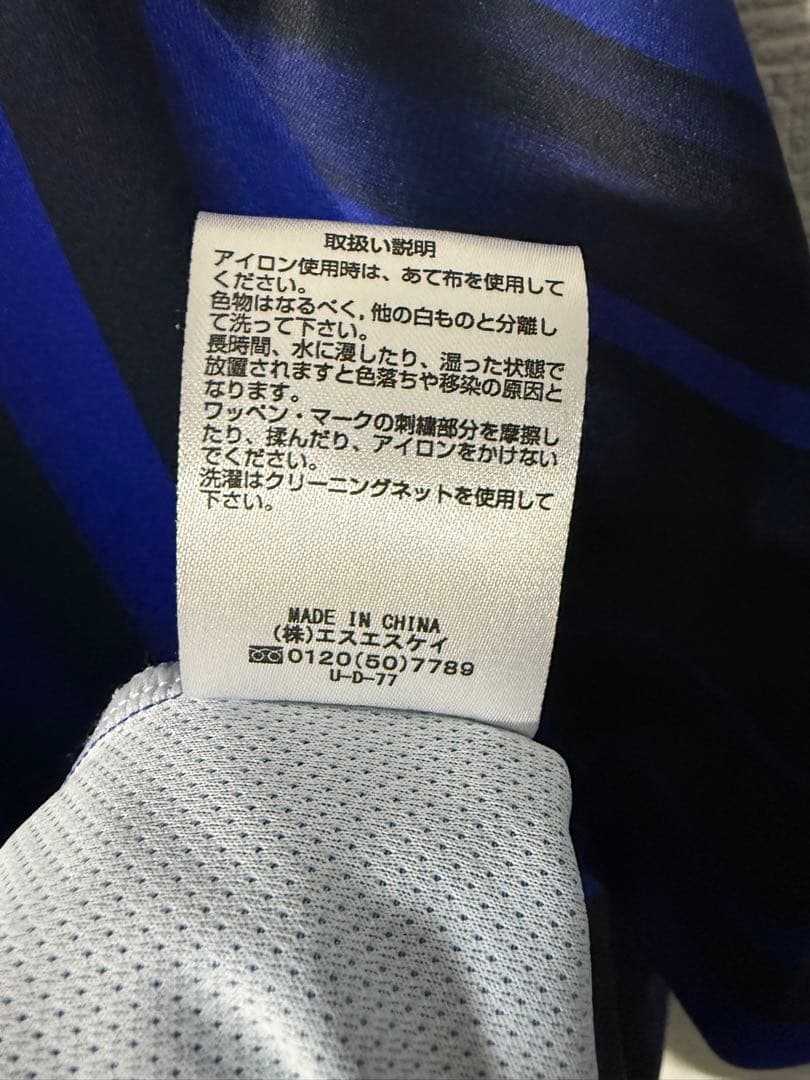 取扱い説明
アイロン使用時は、あて布を使用して
ください。
色物はなるべく,他の白ものと分離し
て洗って下さい。
長時間、水に浸したり、湿った状態で
放置されますと色落ちや移染の原因と
なります。
ワッペン・マークの刺繍部分を摩擦し
たり、揉んだり、アイロンをかけない
でください。
洗濯はクリーニングネットを使用して
下さい。
MADE IN CHINA
(株)エスエスケイ
0120(50)7789
U-D-77